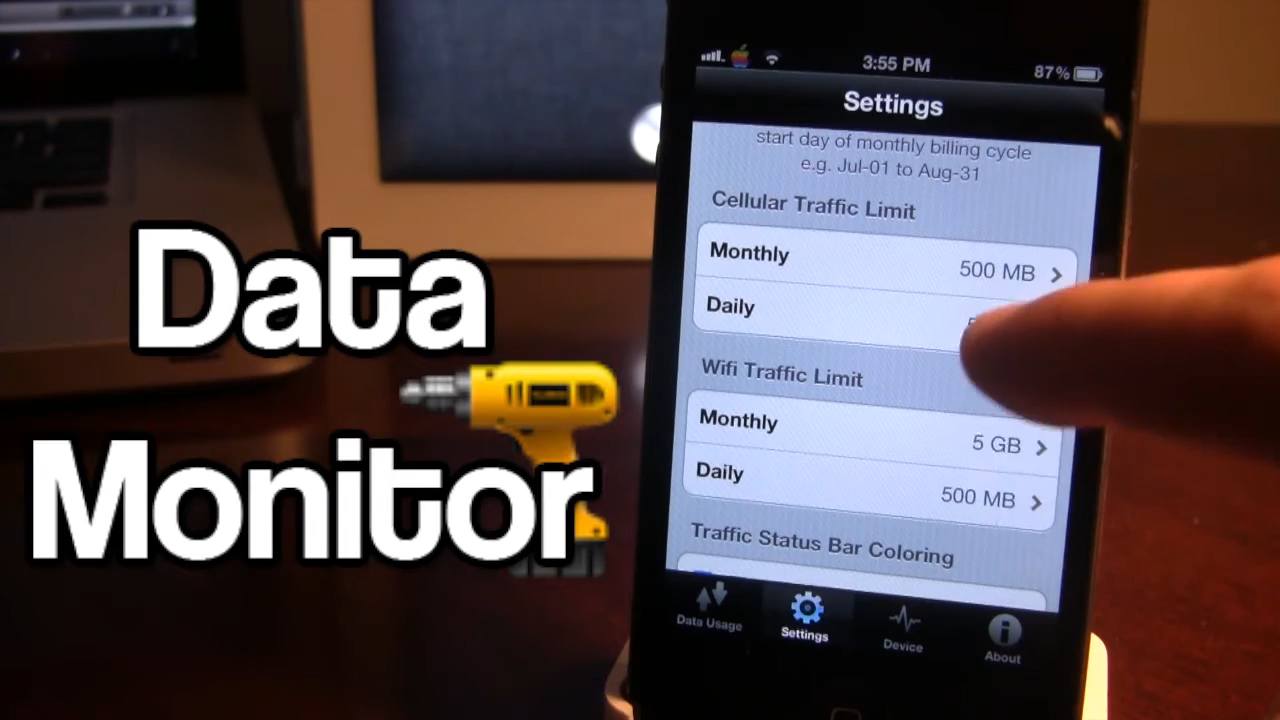 3:55 PM
87%
Settings
start day of monthly billing cycle
e.g. Jul-01 to Aug-31
Cellular Traffic Limit
Monthly 500 MB
Daily
Wifi Traffic Limit
Monthly 5 GB
Daily 500 MB
Traffic Status Bar Coloring
Data Usage
Settings
Device
About
Data
Monitor